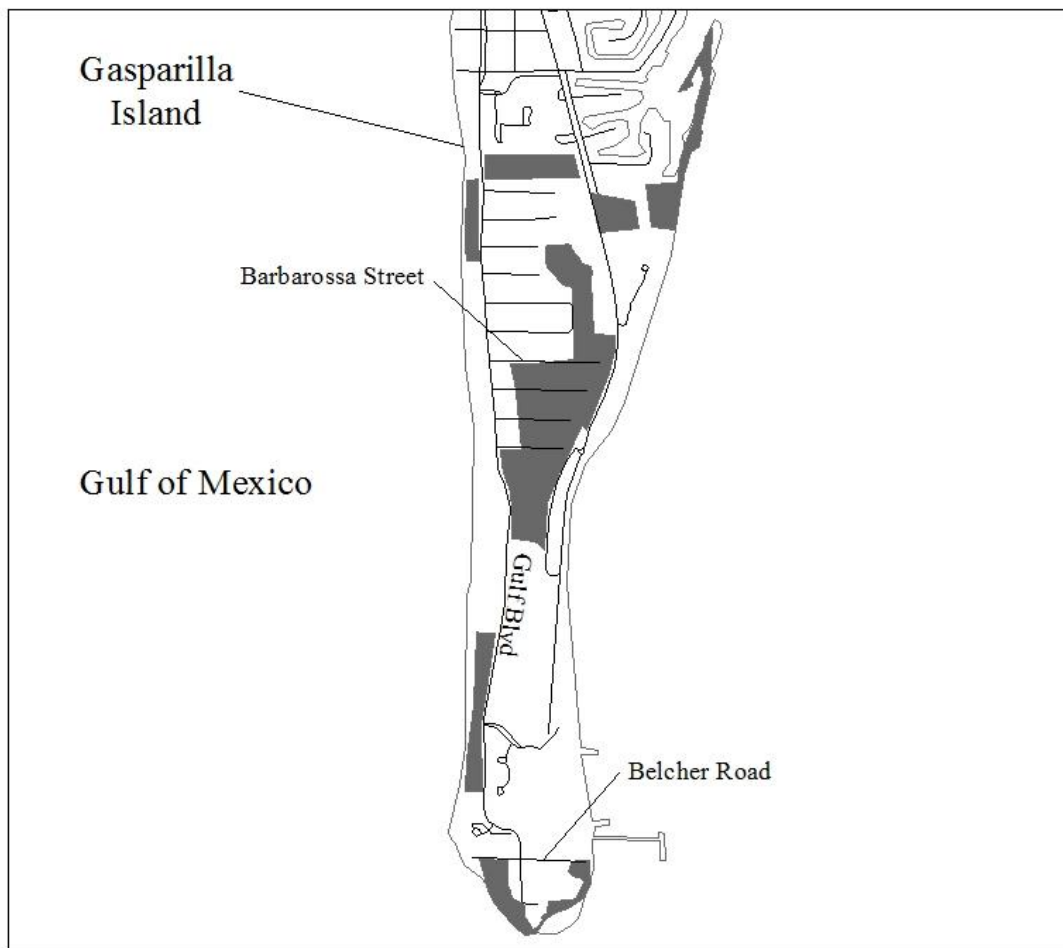 Gasparilla
Island
Barbarossa Street
Gulf of Mexico
Gulf Blvd
Belcher Road